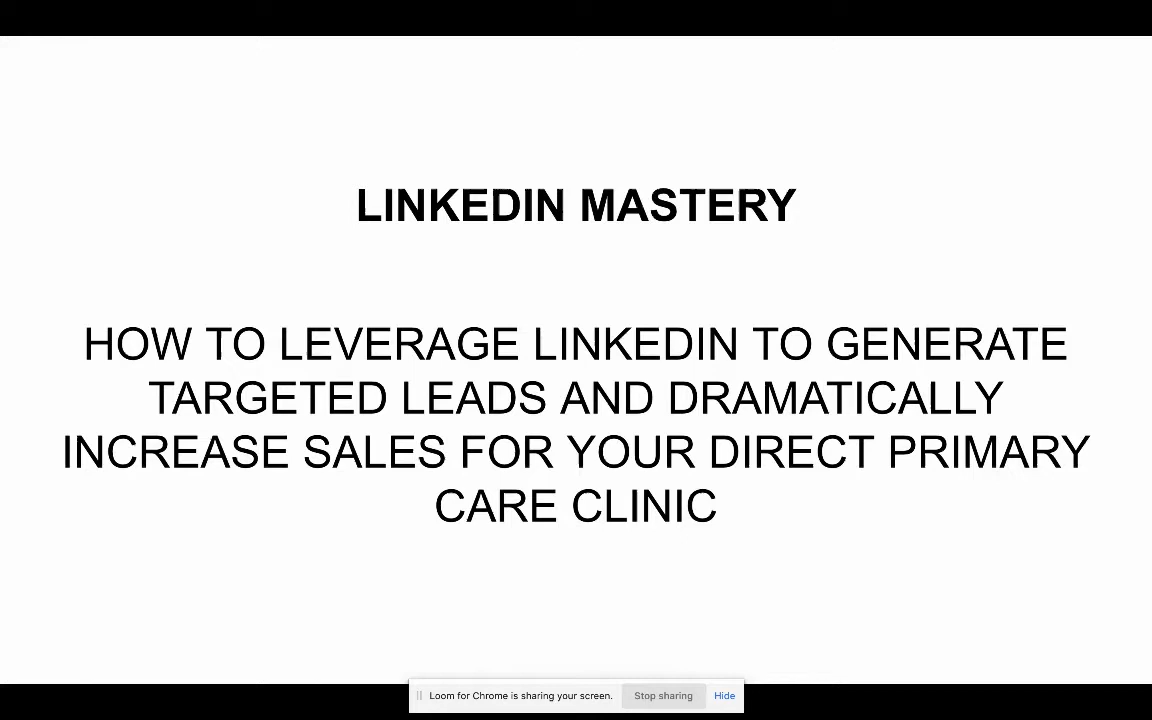 LINKEDIN MASTERY
HOW TO LEVERAGE LINKEDIN TO GENERATE
TARGETED LEADS AND DRAMATICALLY
INCREASE SALES FOR YOUR DIRECT PRIMARY
CARE CLINIC
Loom for Chrome is sharing your screen. Stop sharing Hide